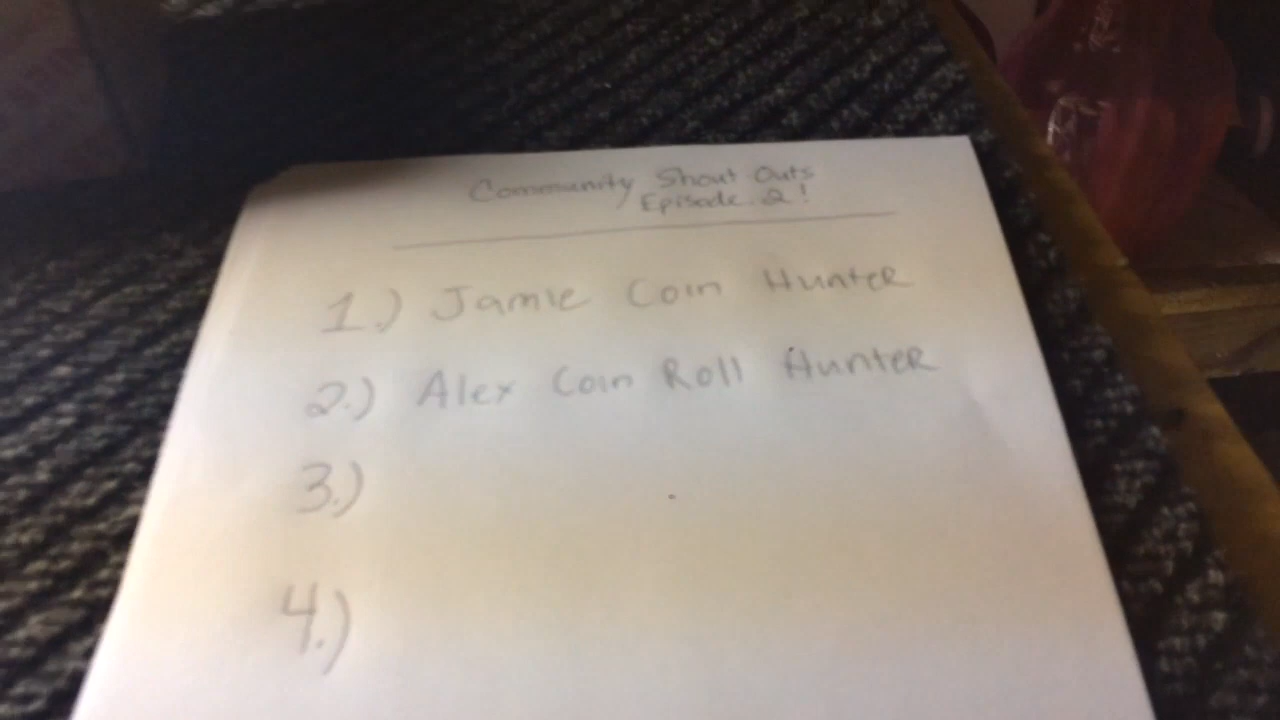 Community Shout Outs
Episode 2!
1.) Jamie Coin Hunter
2.) Alex Coin Roll Hunter
3.)
4.)